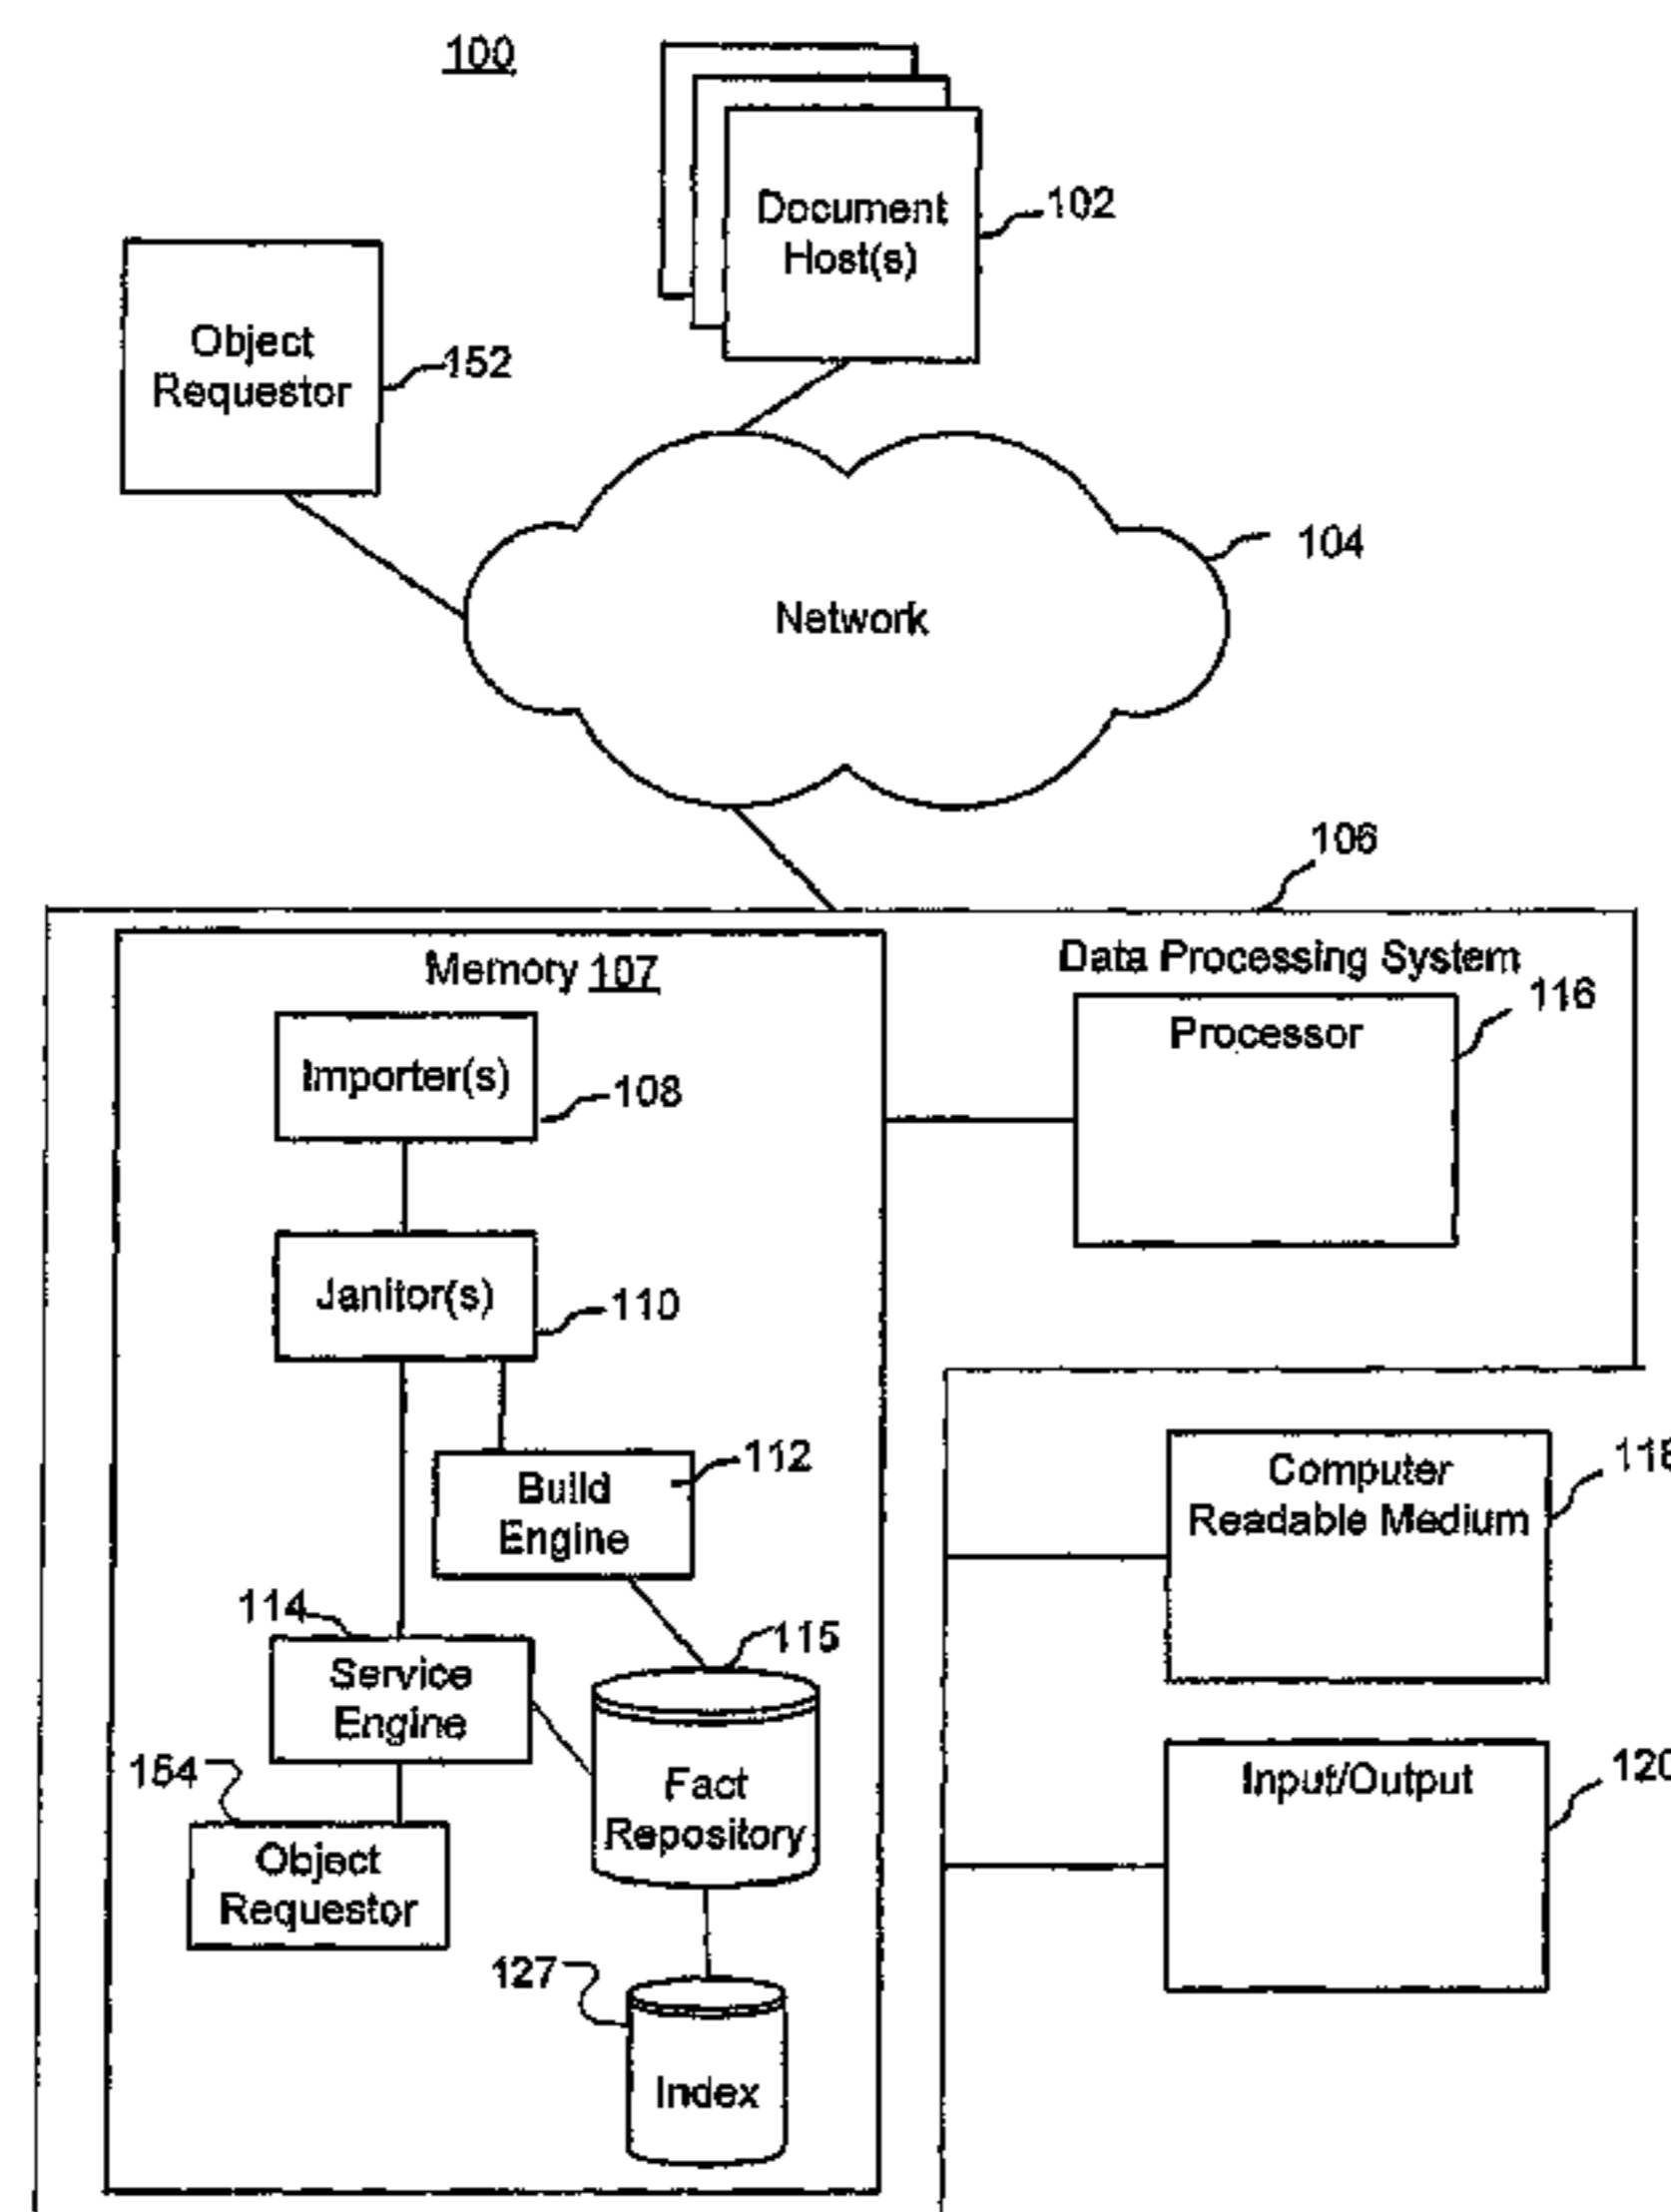 100
Document
Host(s)
102
Object
Requestor
152
104
Network
106
Memory 107
Data Processing System
116
Processor
Importer(s)
108
Janitor(s)
110
112
Build
Engine
Computer
Readable Medium
118
114
115
Service
Engine
154
Fact
Repository
Input/Output
120
Object
Requestor
127
Index